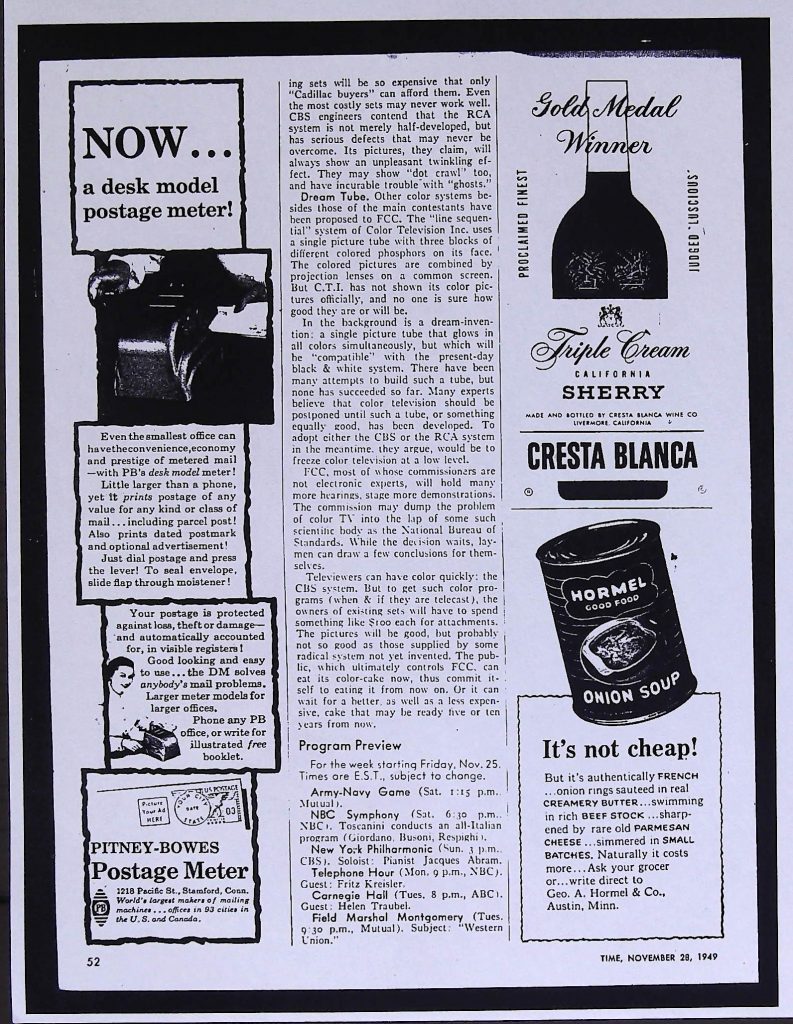 NOW...
a desk model
postage meter!
Even the smallest office can
have the convenience, economy
and prestige of metered mail
—with PB's desk model meter!
Little larger than a phone,
yet it prints postage of any
value for any kind or class of
mail...including parcel post!
Also prints dated postmark
and optional advertisement!
Just dial postage and press
the lever! To seal envelope,
slide flap through moistener!
Your postage is protected
against loss, theft or damage—
and automatically accounted
for, in visible registers!
Good looking and easy
to use...the DM solves
anybody's mail problems.
Larger meter models for
larger offices.
Phone any PB
office, or write for
illustrated free
booklet.
Picture
Your Ad
HERE
YOUR CITY
DATE
STATE
US POSTAGE
03
PITNEY-BOWES
Postage Meter
PB
1218 Pacific St., Stamford, Conn.
World's largest makers of mailing
machines...offices in 93 cities in
the U. S. and Canada.
ing sets will be so expensive that only
"Cadillac buyers" can afford them. Even
the most costly sets may never work well.
CBS engineers contend that the RCA
system is not merely half-developed, but
has serious defects that may never be
overcome. Its pictures, they claim, will
always show an unpleasant twinkling ef-
fect. They may show "dot crawl" too,
and have incurable trouble with "ghosts."
Dream Tube. Other color systems be-
sides those of the main contestants have
been proposed to FCC. The "line sequen-
tial" system of Color Television Inc. uses
a single picture tube with three blocks of
different colored phosphors on its face.
The colored pictures are combined by
projection lenses on a common screen.
But C.T.I. has not shown its color pic-
tures officially, and no one is sure how
good they are or will be.
In the background is a dream-inven-
tion: a single picture tube that glows in
all colors simultaneously, but which will
be "compatible" with the present-day
black & white system. There have been
many attempts to build such a tube, but
none has succeeded so far. Many experts
believe that color television should be
postponed until such a tube, or something
equally good, has been developed. To
adopt either the CBS or the RCA system
in the meantime, they argue, would be to
freeze color television at a low level.
FCC, most of whose commissioners are
not electronic experts, will hold many
more hearings, stage more demonstrations.
The commission may dump the problem
of color TV into the lap of some such
scientific body as the National Bureau of
Standards. While the decision waits, lay-
men can draw a few conclusions for them-
selves.
Televiewers can have color quickly: the
CBS system. But to get such color pro-
grams (when & if they are telecast), the
owners of existing sets will have to spend
something like $100 each for attachments.
The pictures will be good, but probably
not so good as those supplied by some
radical system not yet invented. The pub-
lic, which ultimately controls FCC, can
eat its color-cake now, thus commit it-
self to eating it from now on. Or it can
wait for a better, as well as a less expen-
sive, cake that may be ready five or ten
years from now.
Program Preview
For the week starting Friday, Nov. 25.
Times are E.S.T., subject to change.
Army-Navy Game (Sat. 1:15 p.m.,
Mutual).
NBC Symphony (Sat. 6:30 p.m.,
NBC). Toscanini conducts an all-Italian
program (Giordano, Busoni, Respighi).
New York Philharmonic (Sun. 3 p.m.,
CBS). Soloist: Pianist Jacques Abram.
Telephone Hour (Mon. 9 p.m., NBC).
Guest: Fritz Kreisler.
Carnegie Hall (Tues. 8 p.m., ABC).
Guest: Helen Traubel.
Field Marshal Montgomery (Tues.
9:30 p.m., Mutual). Subject: "Western
Union."
Gold Medal
Winner
PROCLAIMED FINEST
JUDGED "LUSCIOUS"
Triple Cream
CALIFORNIA
SHERRY
MADE AND BOTTLED BY CRESTA BLANCA WINE CO
LIVERMORE, CALIFORNIA
CRESTA BLANCA
HORMEL
GOOD FOOD
ONION SOUP
It's not cheap!
But it's authentically FRENCH
...onion rings sauteed in real
CREAMERY BUTTER...swimming
in rich BEEF STOCK...sharp-
ened by rare old PARMESAN
CHEESE...simmered in SMALL
BATCHES. Naturally it costs
more...Ask your grocer
or...write direct to
Geo. A. Hormel & Co.,
Austin, Minn.
52
TIME, NOVEMBER 28, 1949